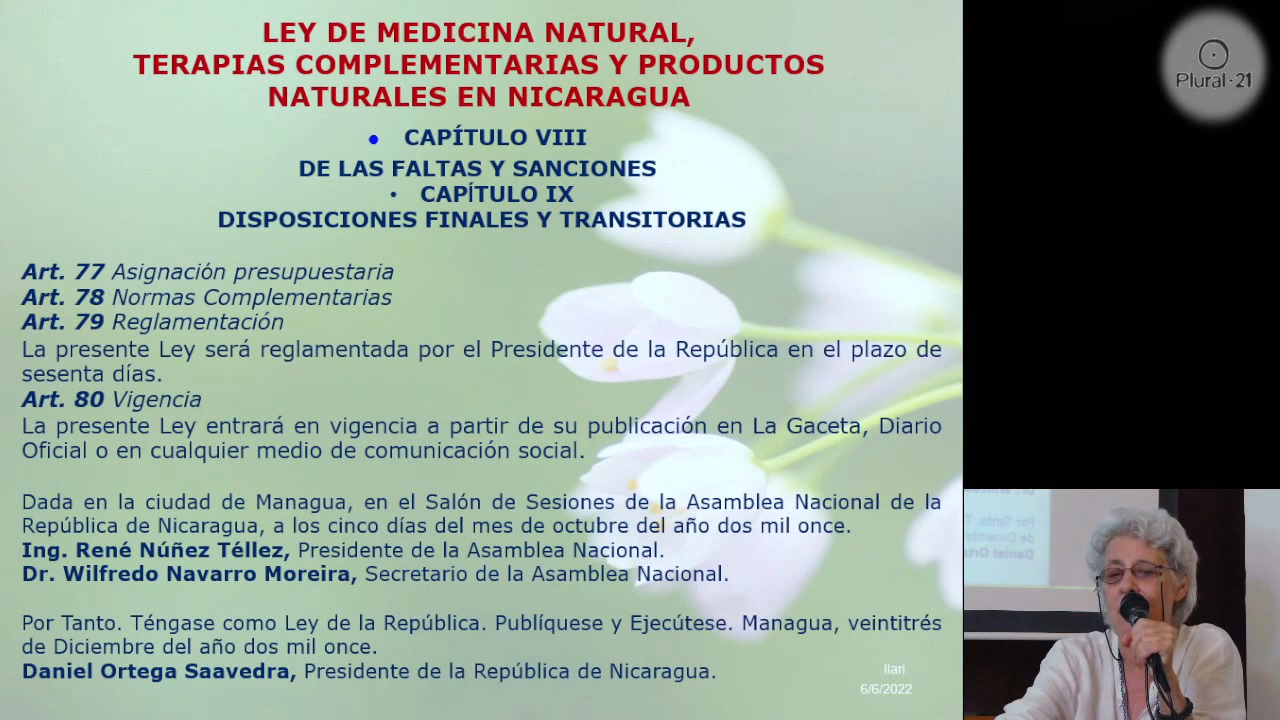 LEY DE MEDICINA NATURAL,
TERAPIAS COMPLEMENTARIAS Y PRODUCTOS
NATURALES EN NICARAGUA
• CAPÍTULO VIII
DE LAS FALTAS Y SANCIONES
• CAPÍTULO IX
DISPOSICIONES FINALES Y TRANSITORIAS
Art. 77 Asignación presupuestaria
Art. 78 Normas Complementarias
Art. 79 Reglamentación
La presente Ley será reglamentada por el Presidente de la República en el plazo de
sesenta días.
Art. 80 Vigencia
La presente Ley entrará en vigencia a partir de su publicación en La Gaceta, Diario
Oficial o en cualquier medio de comunicación social.
Dada en la ciudad de Managua, en el Salón de Sesiones de la Asamblea Nacional de la
República de Nicaragua, a los cinco días del mes de octubre del año dos mil once.
Ing. René Núñez Téllez, Presidente de la Asamblea Nacional.
Dr. Wilfredo Navarro Moreira, Secretario de la Asamblea Nacional.
Por Tanto. Téngase como Ley de la República. Publíquese y Ejecútese. Managua, veintitrés
de Diciembre del año dos mil once.
Daniel Ortega Saavedra, Presidente de la República de Nicaragua.
Ilari
6/6/2022
Plural·21
Por Tanto. T
de Diciembre
Daniel Orte